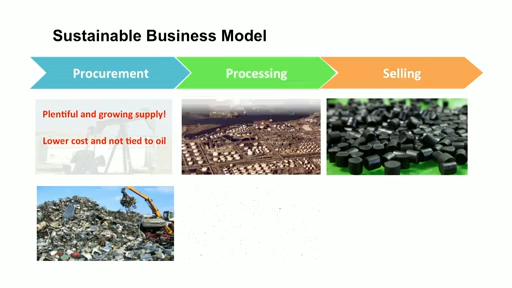 Sustainable Business Model
Procurement
Processing
Selling
Plentiful and growing supply!
Lower cost and not tied to oil